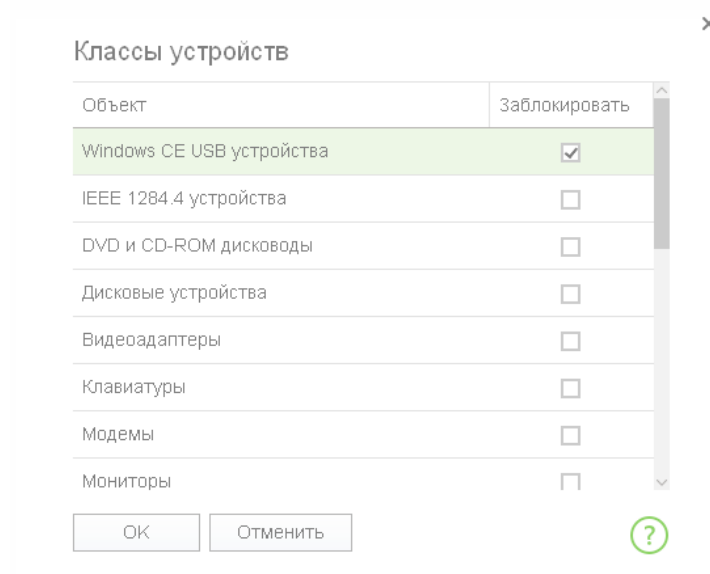 Классы устройств
Объект Заблокировать
Windows CE USB устройства
IEEE 1284.4 устройства
DVD и CD-ROM дисководы
Дисковые устройства
Видеоадаптеры
Клавиатуры
Модемы
Мониторы
OK Отменить ?